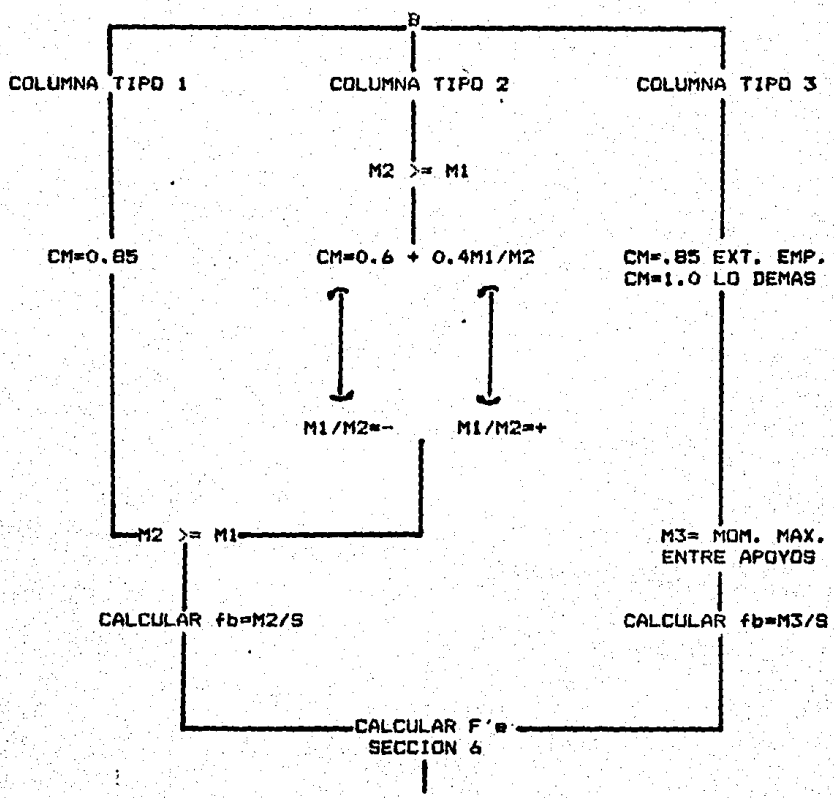 B
COLUMNA TIPO 1
COLUMNA TIPO 2
COLUMNA TIPO 3
M2 >= M1
CM=0.85
CM=0.6 + 0.4M1/M2
CM=.85 EXT. EMP.
CM=1.0 LO DEMAS
M1/M2=-
M1/M2=+
M2 >= M1
M3= MOM. MAX.
ENTRE APOYOS
CALCULAR fb=M2/S
CALCULAR fb=M3/S
CALCULAR F'e
SECCION 6